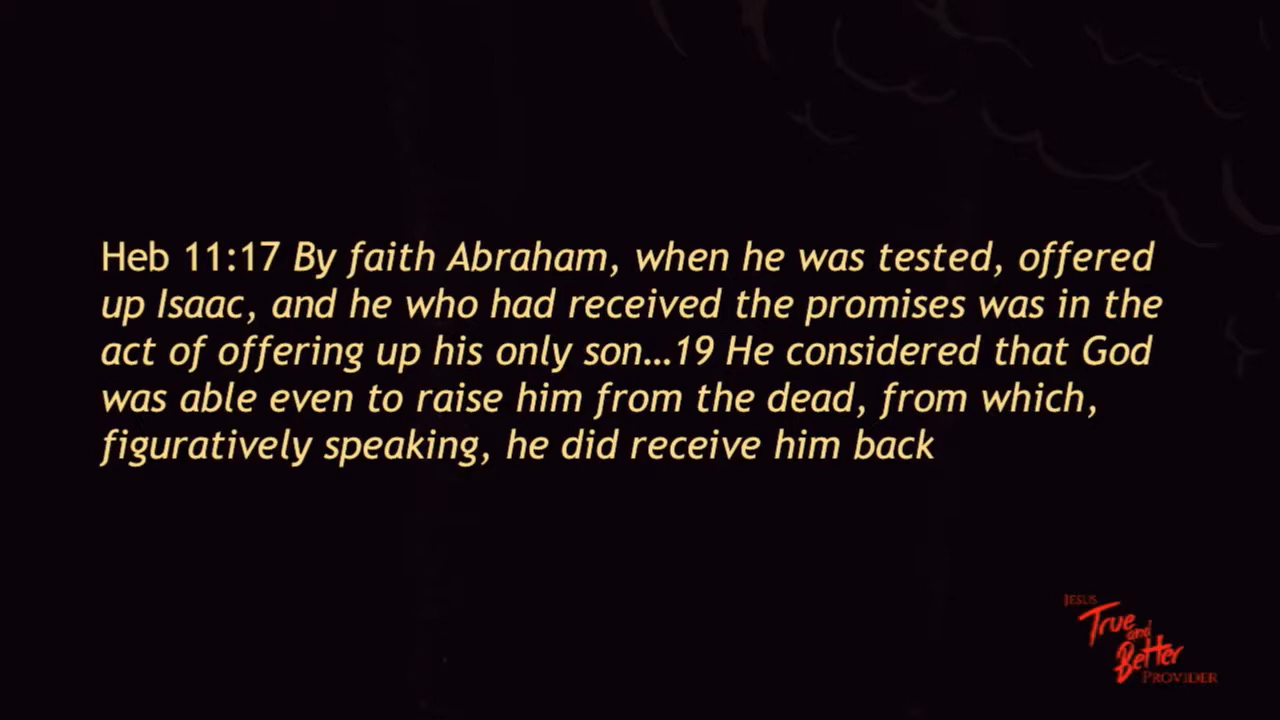 Heb 11:17 By faith Abraham, when he was tested, offered
up Isaac, and he who had received the promises was in the
act of offering up his only son…19 He considered that God
was able even to raise him from the dead, from which,
figuratively speaking, he did receive him back
JESUS
True
and
Better
PROVIDER